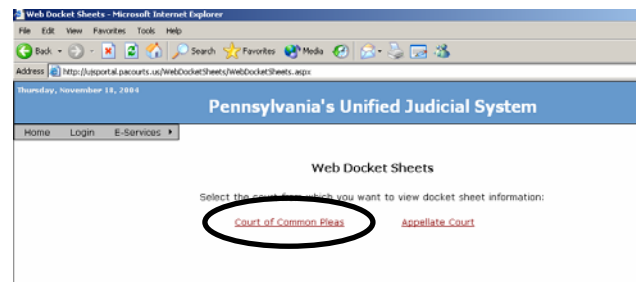 Web Docket Sheets - Microsoft Internet Explorer
File Edit View Favorites Tools Help
Back Search Favorites Media
Address http://ujsportal.pacourts.us/WebDocketSheets/WebDocketSheets.aspx
Thursday, November 18, 2004
Pennsylvania's Unified Judicial System
Home Login E-Services
Web Docket Sheets
Select the court from which you want to view docket sheet information:
Court of Common Pleas Appellate Court